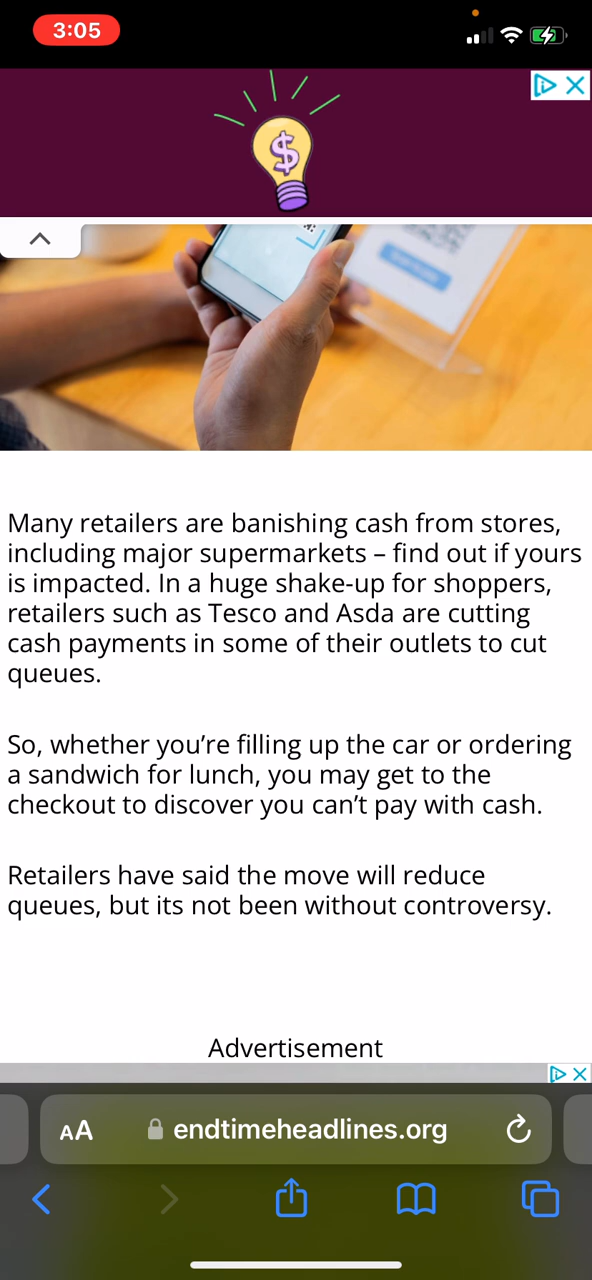 3:05
$
Many retailers are banishing cash from stores,
including major supermarkets – find out if yours
is impacted. In a huge shake-up for shoppers,
retailers such as Tesco and Asda are cutting
cash payments in some of their outlets to cut
queues.
So, whether you’re filling up the car or ordering
a sandwich for lunch, you may get to the
checkout to discover you can’t pay with cash.
Retailers have said the move will reduce
queues, but its not been without controversy.
Advertisement
AA endtimeheadlines.org